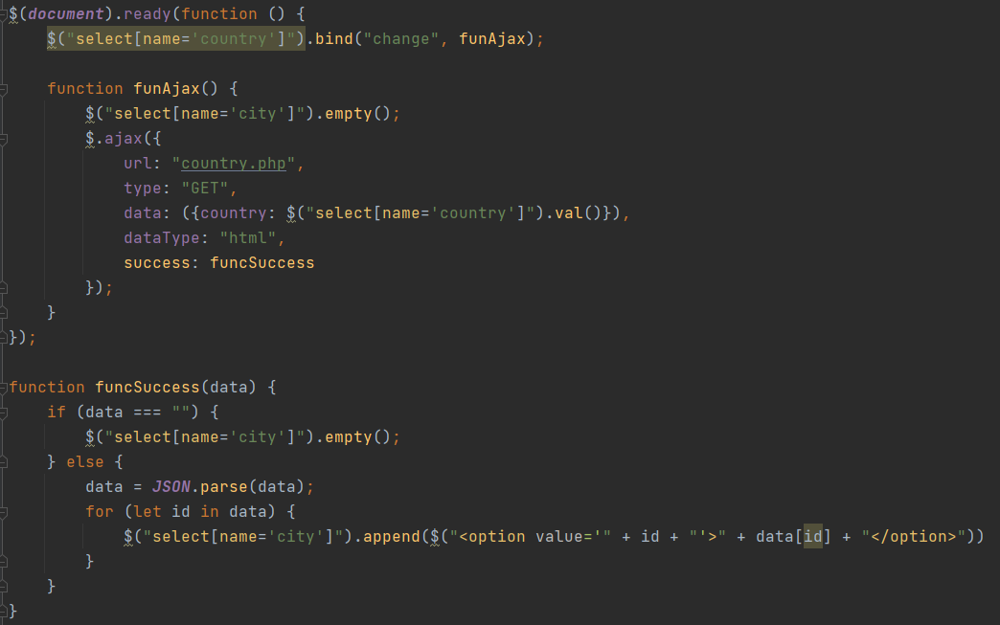 $(document).ready(function () {
    $("select[name='country']").bind("change", funAjax);

    function funAjax() {
        $("select[name='city']").empty();
        $.ajax({
            url: "country.php",
            type: "GET",
            data: ({country: $("select[name='country']").val()}),
            dataType: "html",
            success: funcSuccess
        });
    }
});

function funcSuccess(data) {
    if (data === "") {
        $("select[name='city']").empty();
    } else {
        data = JSON.parse(data);
        for (let id in data) {
            $("select[name='city']").append($("<option value='" + id + "'>" + data[id] + "</option>"))
        }
    }
}